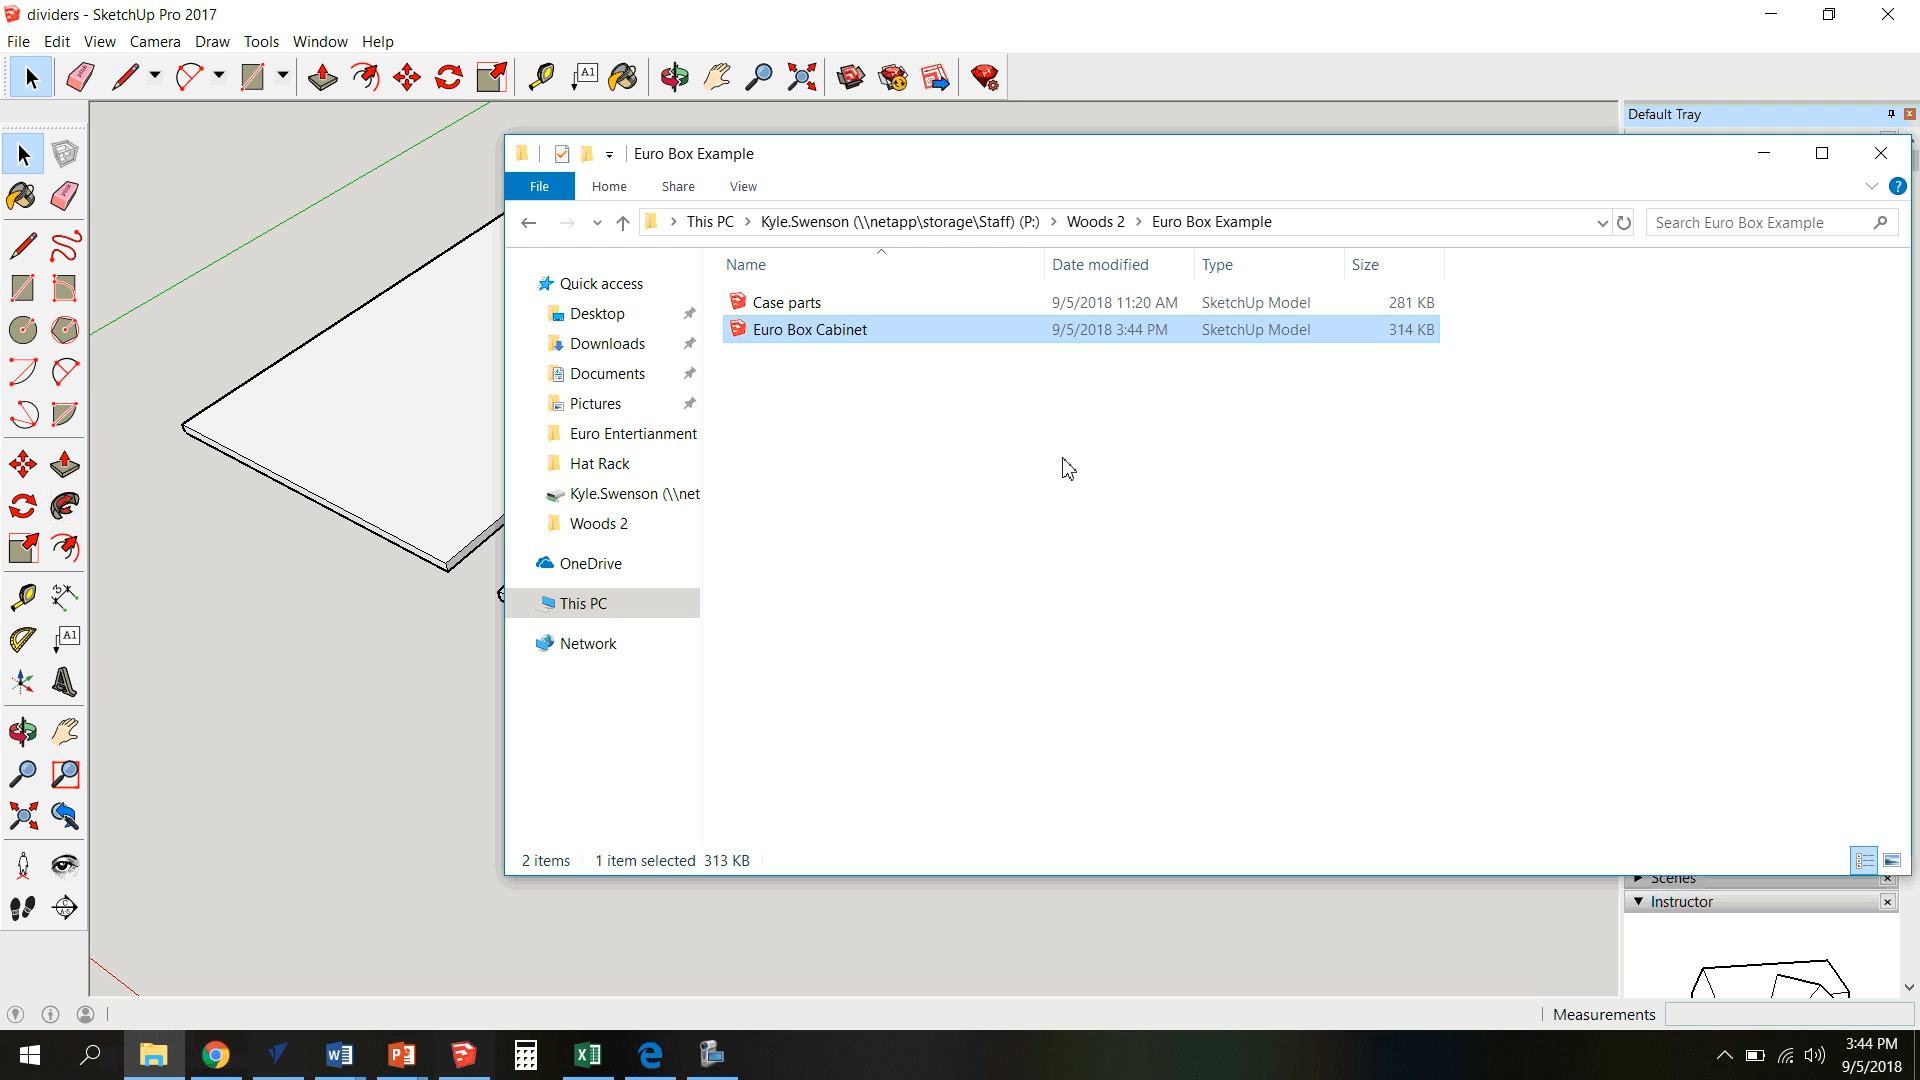 dividers - SketchUp Pro 2017
File Edit View Camera Draw Tools Window Help
A1
Default Tray
Euro Box Example
File Home Share View
This PC Kyle.Swenson (\\netapp\storage\Staff) (P:) Woods 2 Euro Box Example
Search Euro Box Example
Name Date modified Type Size
Case parts 9/5/2018 11:20 AM SketchUp Model 281 KB
Euro Box Cabinet 9/5/2018 3:44 PM SketchUp Model 314 KB
Quick access
Desktop
Downloads
Documents
Pictures
Euro Entertianment
Hat Rack
Kyle.Swenson (\\net
Woods 2
OneDrive
This PC
Network
A1
2 items 1 item selected 313 KB
Scenes
Instructor
Measurements
3:44 PM
9/5/2018